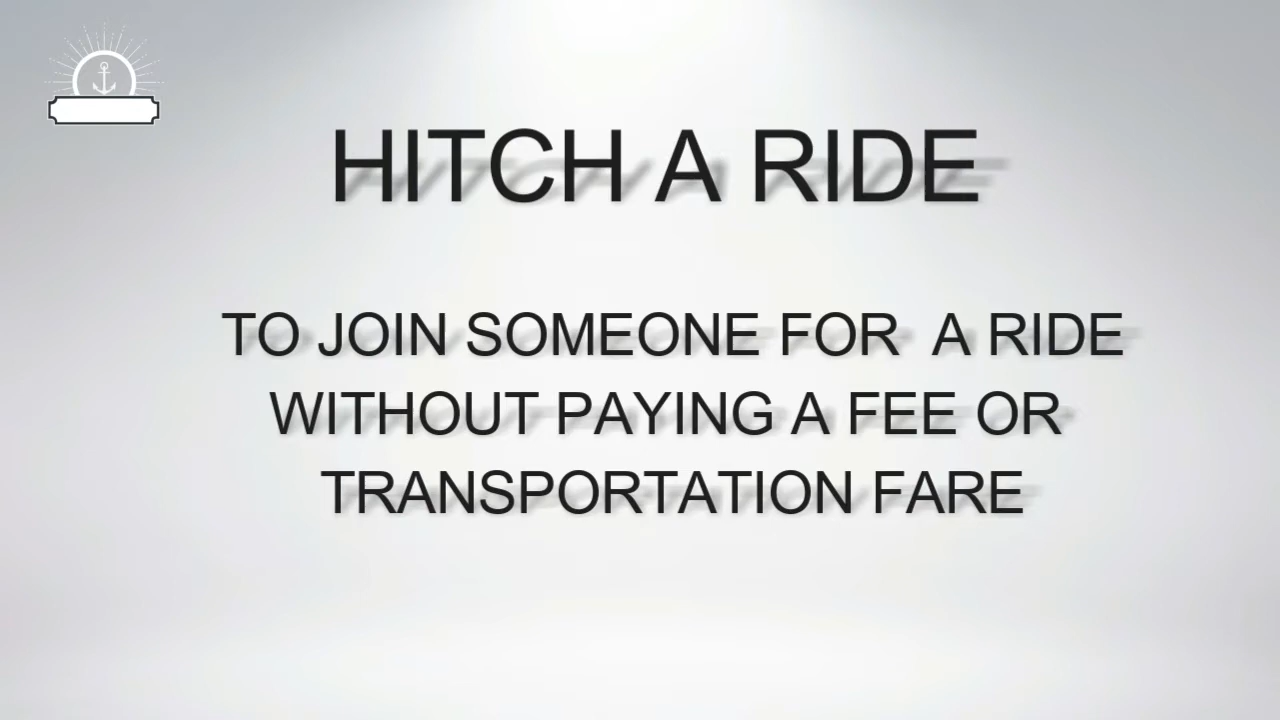 HITCH A RIDE
TO JOIN SOMEONE FOR A RIDE
WITHOUT PAYING A FEE OR
TRANSPORTATION FARE